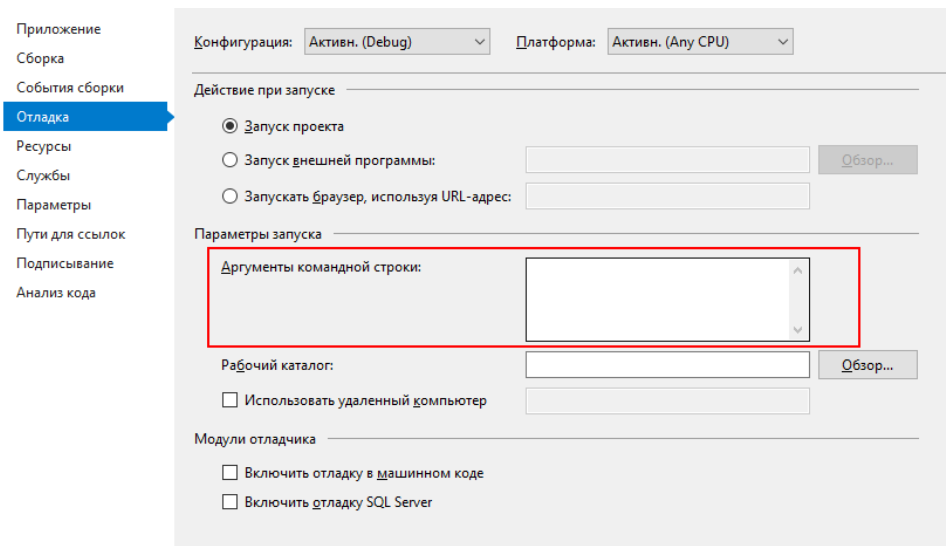 Приложение
Сборка
События сборки
Отладка
Ресурсы
Службы
Параметры
Пути для ссылок
Подписывание
Анализ кода
Конфигурация: Активн. (Debug) Платформа: Активн. (Any CPU)
Действие при запуске
Запуск проекта
Запуск внешней программы: Обзор...
Запускать браузер, используя URL-адрес:
Параметры запуска
Аргументы командной строки:
Рабочий каталог: Обзор...
Использовать удаленный компьютер
Модули отладчика
Включить отладку в машинном коде
Включить отладку SQL Server